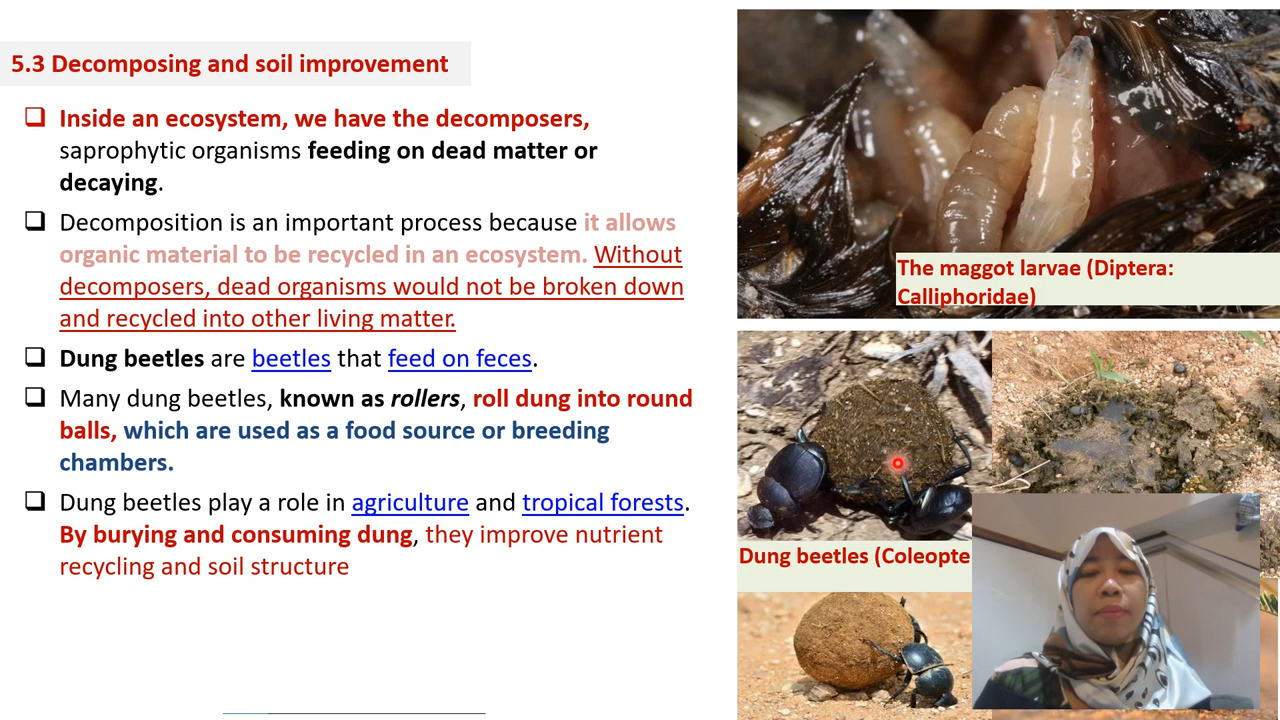 5.3 Decomposing and soil improvement
Inside an ecosystem, we have the decomposers,
saprophytic organisms feeding on dead matter or
decaying.
Decomposition is an important process because it allows
organic material to be recycled in an ecosystem. Without
decomposers, dead organisms would not be broken down
and recycled into other living matter.
Dung beetles are beetles that feed on feces.
Many dung beetles, known as rollers, roll dung into round
balls, which are used as a food source or breeding
chambers.
Dung beetles play a role in agriculture and tropical forests.
By burying and consuming dung, they improve nutrient
recycling and soil structure
The maggot larvae (Diptera:
Calliphoridae)
Dung beetles (Coleopte